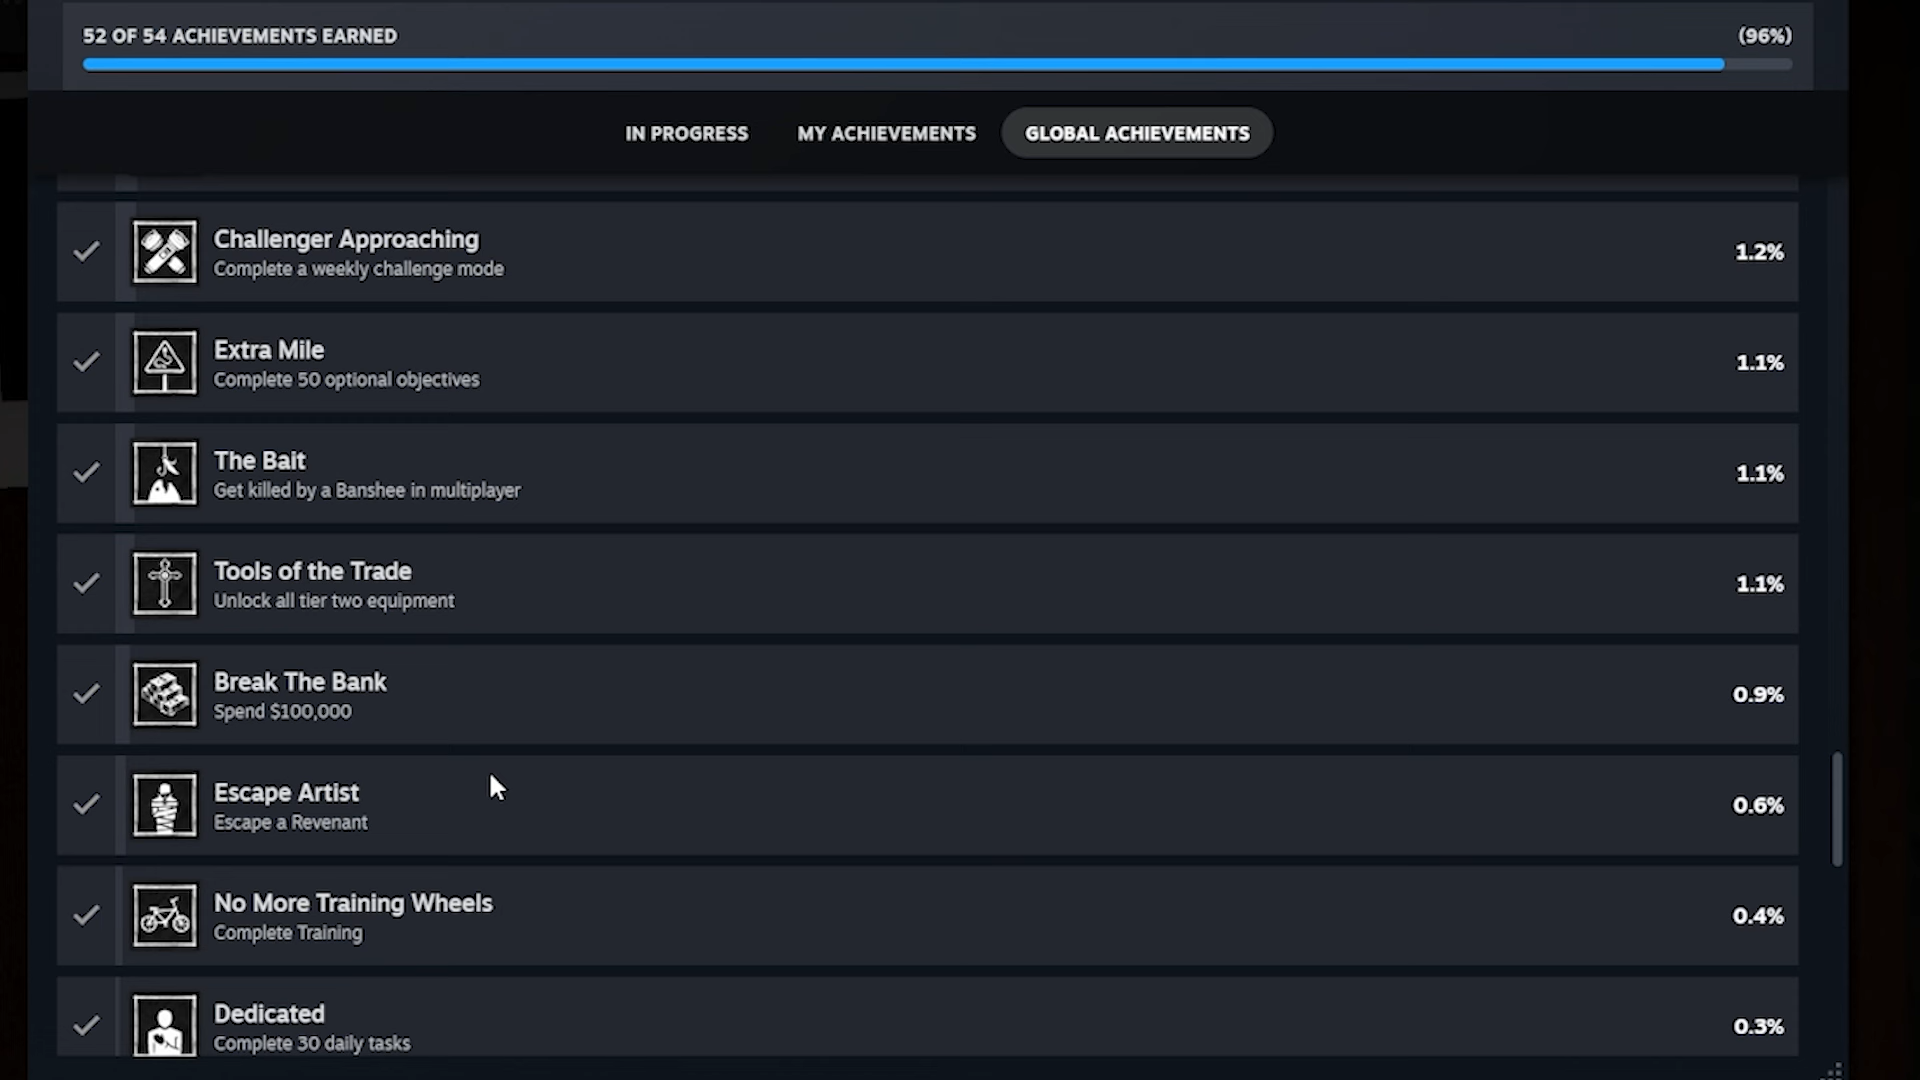 52 OF 54 ACHIEVEMENTS EARNED (96%)
IN PROGRESS MY ACHIEVEMENTS GLOBAL ACHIEVEMENTS
Challenger Approaching
Complete a weekly challenge mode
1.2%
Extra Mile
Complete 50 optional objectives
1.1%
The Bait
Get killed by a Banshee in multiplayer
1.1%
Tools of the Trade
Unlock all tier two equipment
1.1%
Break The Bank
Spend $100,000
0.9%
Escape Artist
Escape a Revenant
0.6%
No More Training Wheels
Complete Training
0.4%
Dedicated
Complete 30 daily tasks
0.3%